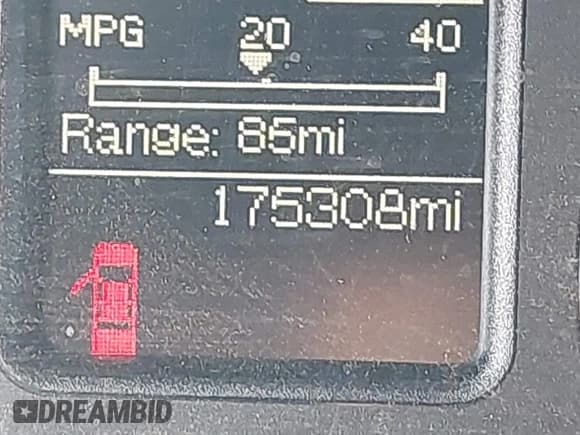 MPG 20 40
Range: 85mi
175308mi
DREAMBID